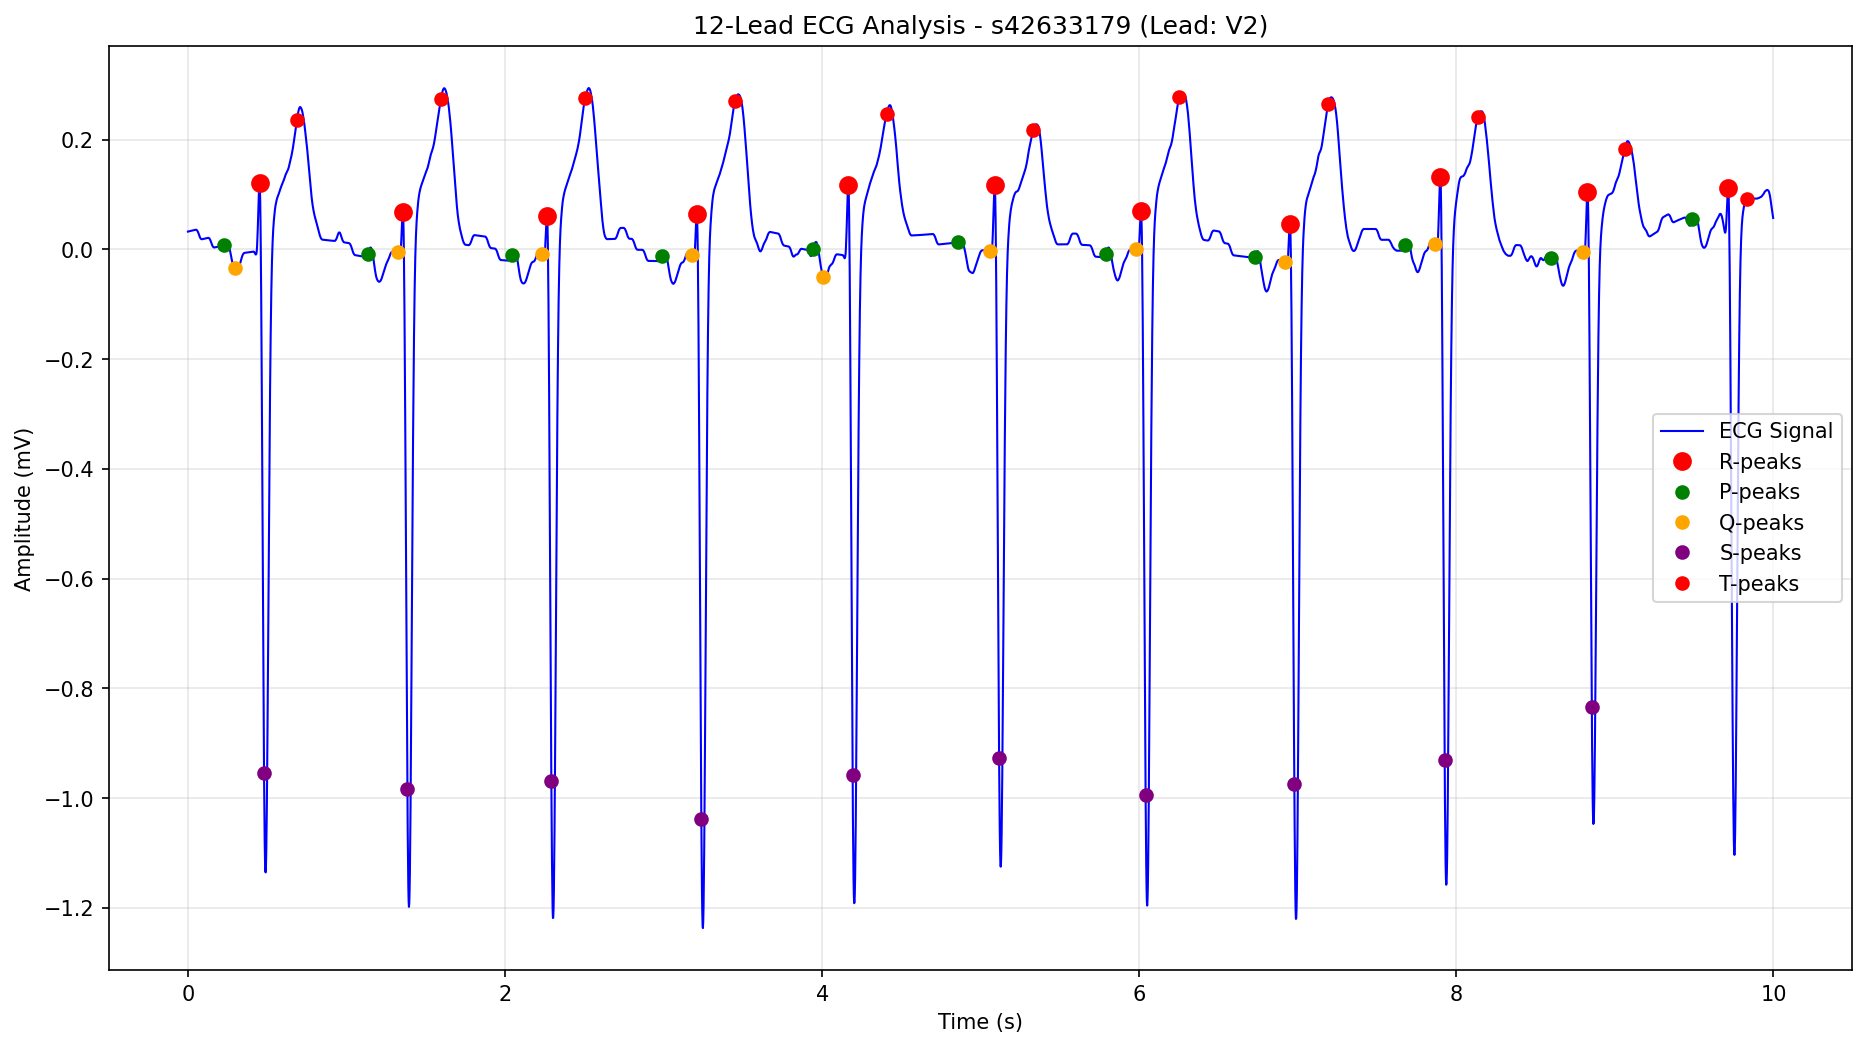 12-Lead ECG Analysis - s42633179 (Lead: V2)
0.2
0.0
−0.2
−0.4
−0.6
−0.8
−1.0
−1.2
Amplitude (mV)
ECG Signal
R-peaks
P-peaks
Q-peaks
S-peaks
T-peaks
0
2
4
6
8
10
Time (s)